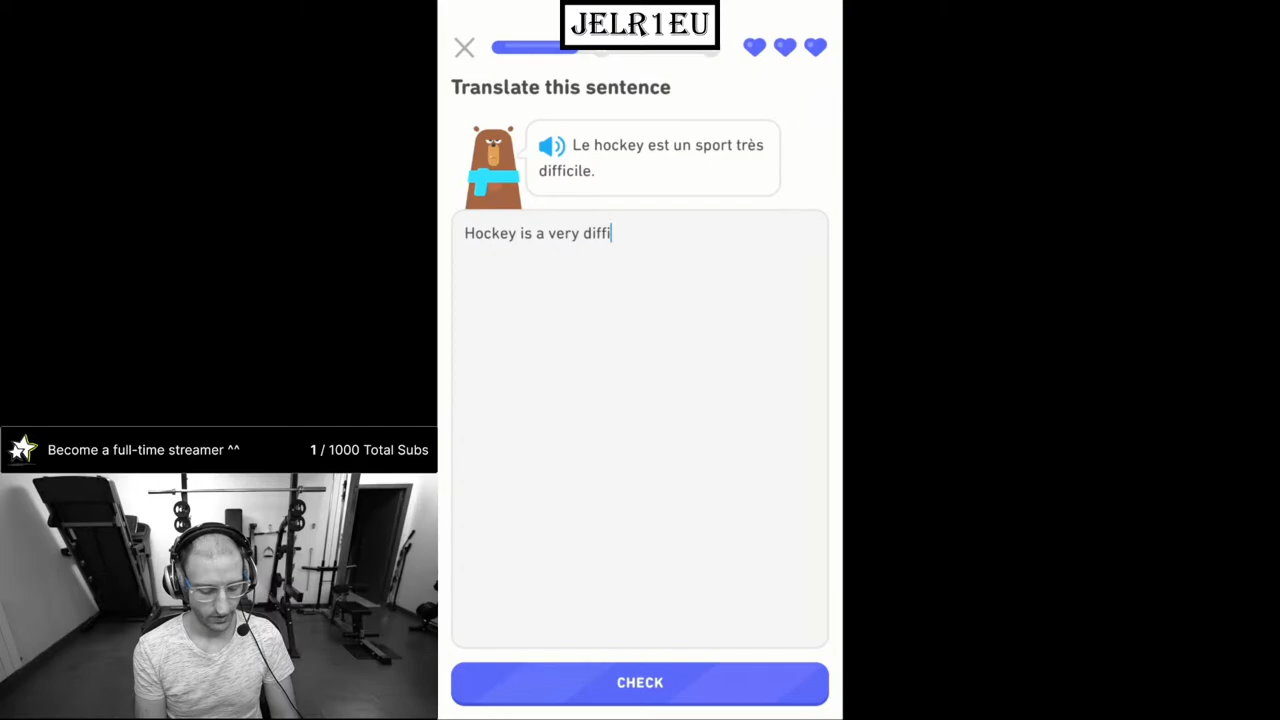 JELR1EU
Translate this sentence
Le hockey est un sport très
difficile.
Hockey is a very diffi
Become a full-time streamer ^^ 1 / 1000 Total Subs
CHECK